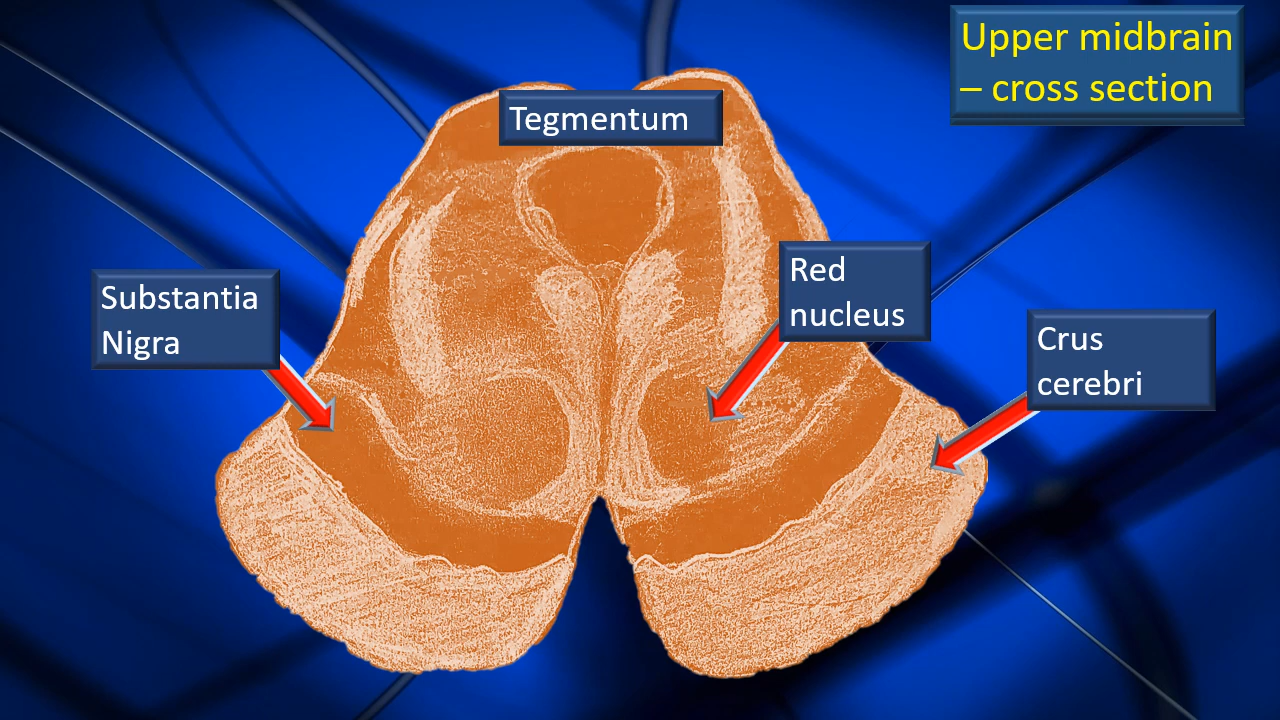 Upper midbrain
– cross section
Tegmentum
Substantia
Nigra
Red
nucleus
Crus
cerebri